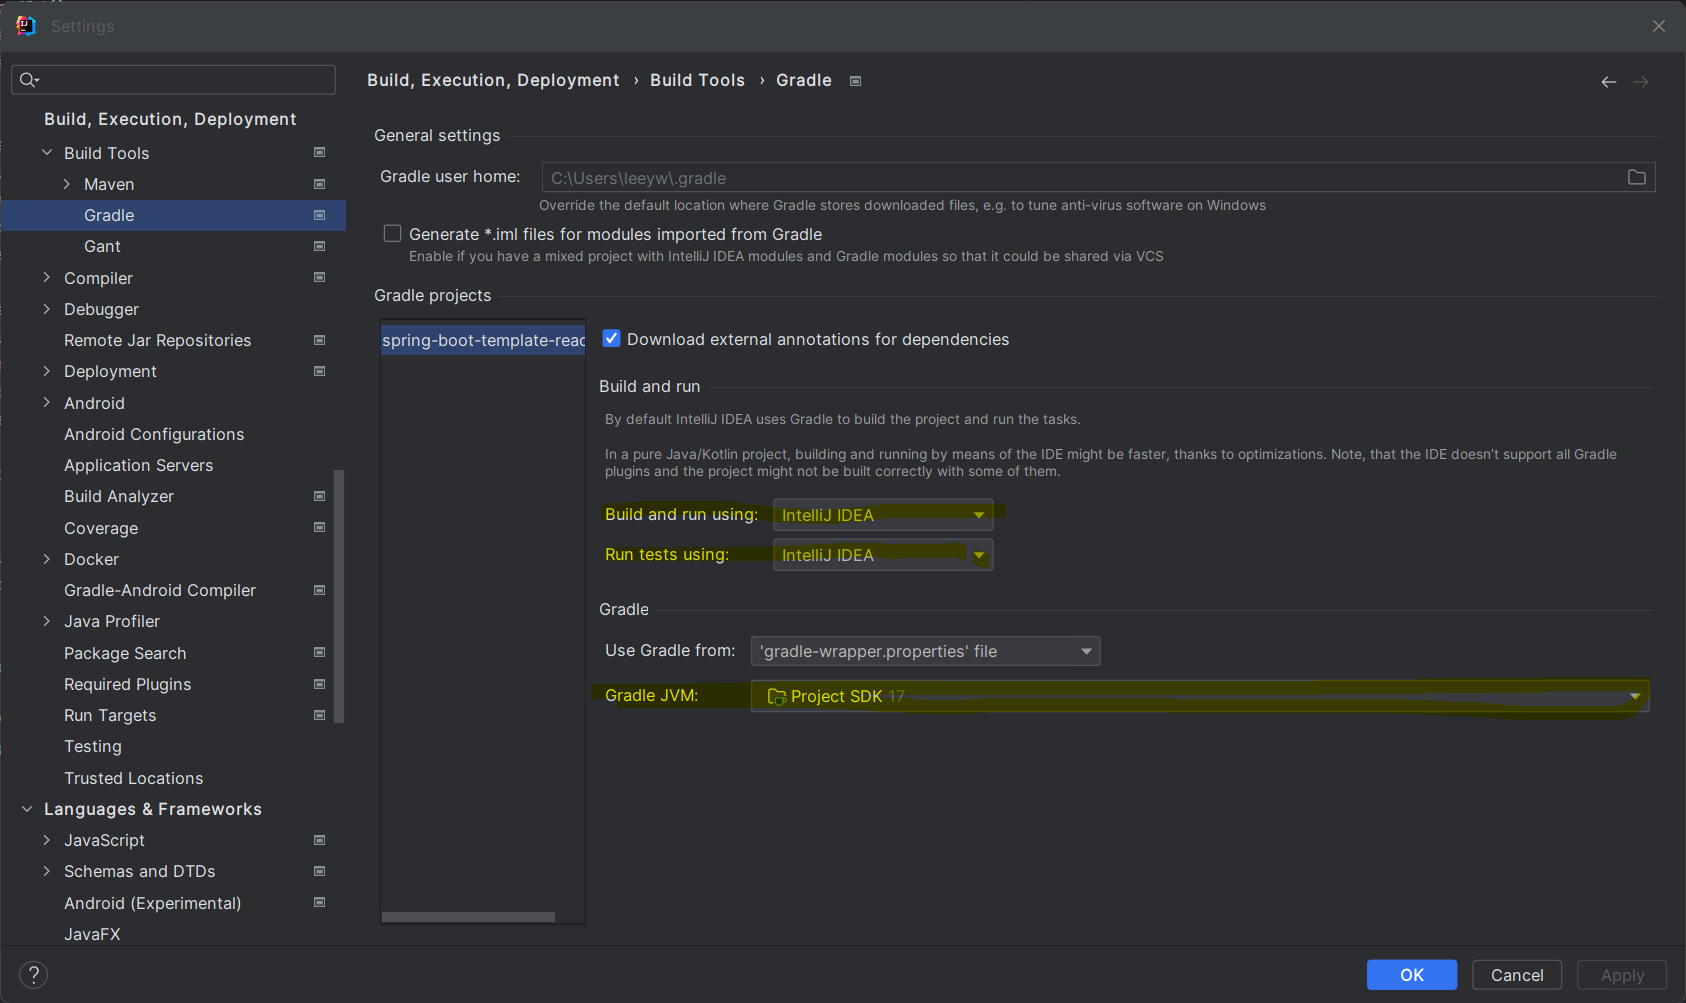 Settings
Build, Execution, Deployment › Build Tools › Gradle
Build, Execution, Deployment
Build Tools
Maven
Gradle
Gant
Compiler
Debugger
Remote Jar Repositories
Deployment
Android
Android Configurations
Application Servers
Build Analyzer
Coverage
Docker
Gradle-Android Compiler
Java Profiler
Package Search
Required Plugins
Run Targets
Testing
Trusted Locations
Languages & Frameworks
JavaScript
Schemas and DTDs
Android (Experimental)
JavaFX
General settings
Gradle user home: C:\Users\leeyw\.gradle
Override the default location where Gradle stores downloaded files, e.g. to tune anti-virus software on Windows
Generate *.iml files for modules imported from Gradle
Enable if you have a mixed project with IntelliJ IDEA modules and Gradle modules so that it could be shared via VCS
Gradle projects
spring-boot-template-read
Download external annotations for dependencies
Build and run
By default IntelliJ IDEA uses Gradle to build the project and run the tasks.
In a pure Java/Kotlin project, building and running by means of the IDE might be faster, thanks to optimizations. Note, that the IDE doesn't support all Gradle
plugins and the project might not be built correctly with some of them.
Build and run using: IntelliJ IDEA
Run tests using: IntelliJ IDEA
Gradle
Use Gradle from: 'gradle-wrapper.properties' file
Gradle JVM: Project SDK 17
?
OK
Cancel
Apply